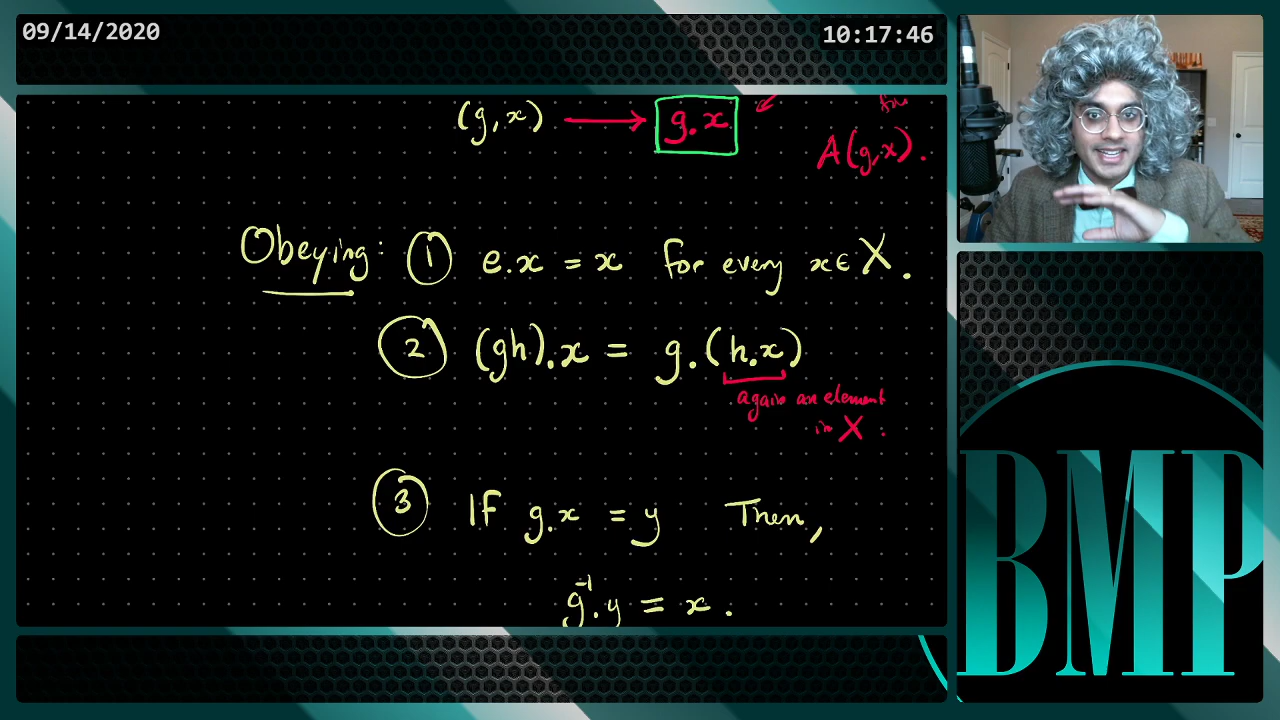 09/14/2020
10:17:46
(g,x) → g.x
A(g,x).
Obeying: ① e.x = x for every x ∈ X.
② (gh).x = g.(h.x)
again an element
in X.
③ If g.x = y Then,
g⁻¹.y = x.
BMP